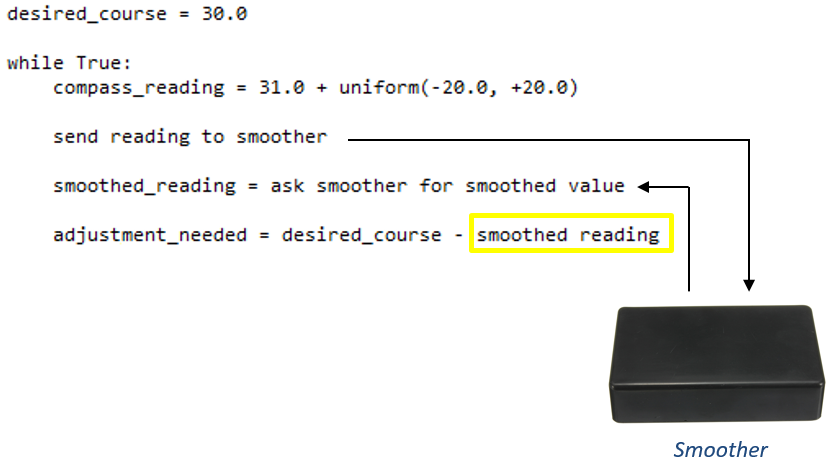 desired_course = 30.0
while True:
    compass_reading = 31.0 + uniform(-20.0, +20.0)
    send reading to smoother
    smoothed_reading = ask smoother for smoothed value
    adjustment_needed = desired_course - smoothed reading
Smoother